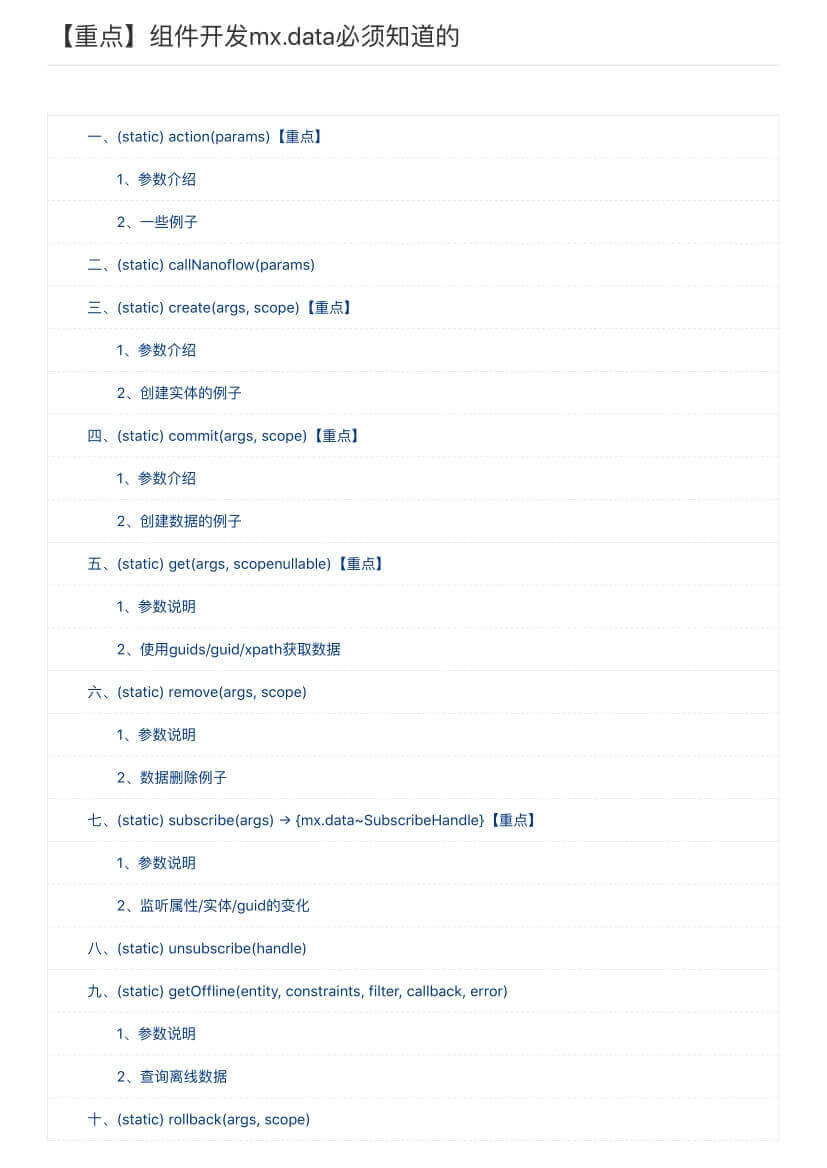 【重点】组件开发mx.data必须知道的
一、(static) action(params)【重点】
1、参数介绍
2、一些例子
二、(static) callNanoflow(params)
三、(static) create(args, scope)【重点】
1、参数介绍
2、创建实体的例子
四、(static) commit(args, scope)【重点】
1、参数介绍
2、创建数据的例子
五、(static) get(args, scopenullable)【重点】
1、参数说明
2、使用guids/guid/xpath获取数据
六、(static) remove(args, scope)
1、参数说明
2、数据删除例子
七、(static) subscribe(args) → {mx.data~SubscribeHandle}【重点】
1、参数说明
2、监听属性/实体/guid的变化
八、(static) unsubscribe(handle)
九、(static) getOffline(entity, constraints, filter, callback, error)
1、参数说明
2、查询离线数据
十、(static) rollback(args, scope)